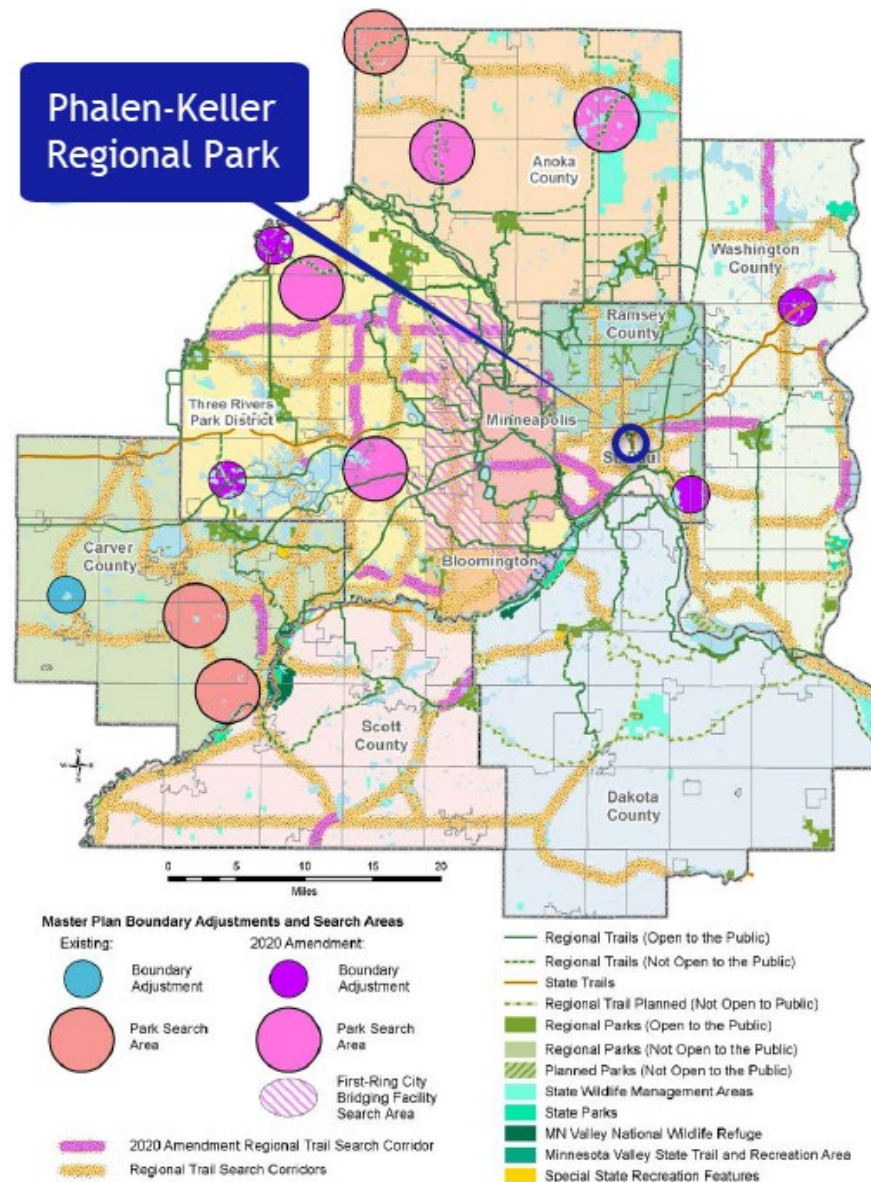 Phalen-Keller
Regional Park
Anoka
County
Washington
County
Ramsey
County
Three Rivers
Park District
Minneapolis
Carver
County
Bloomington
Scott
County
Dakota
County
0 5 10 15 20
Miles
Master Plan Boundary Adjustments and Search Areas
Existing:
Boundary
Adjustment
Park Search
Area
2020 Amendment:
Boundary
Adjustment
Park Search
Area
First-Ring City
Bridging Facility
Search Area
2020 Amendment Regional Trail Search Corridor
Regional Trail Search Corridors
Regional Trails (Open to the Public)
Regional Trails (Not Open to the Public)
State Trails
Regional Trail Planned (Not Open to Public)
Regional Parks (Open to the Public)
Regional Parks (Not Open to the Public)
Planned Parks (Not Open to the Public)
State Wildlife Management Areas
State Parks
MN Valley National Wildlife Refuge
Minnesota Valley State Trail and Recreation Area
Special State Recreation Features